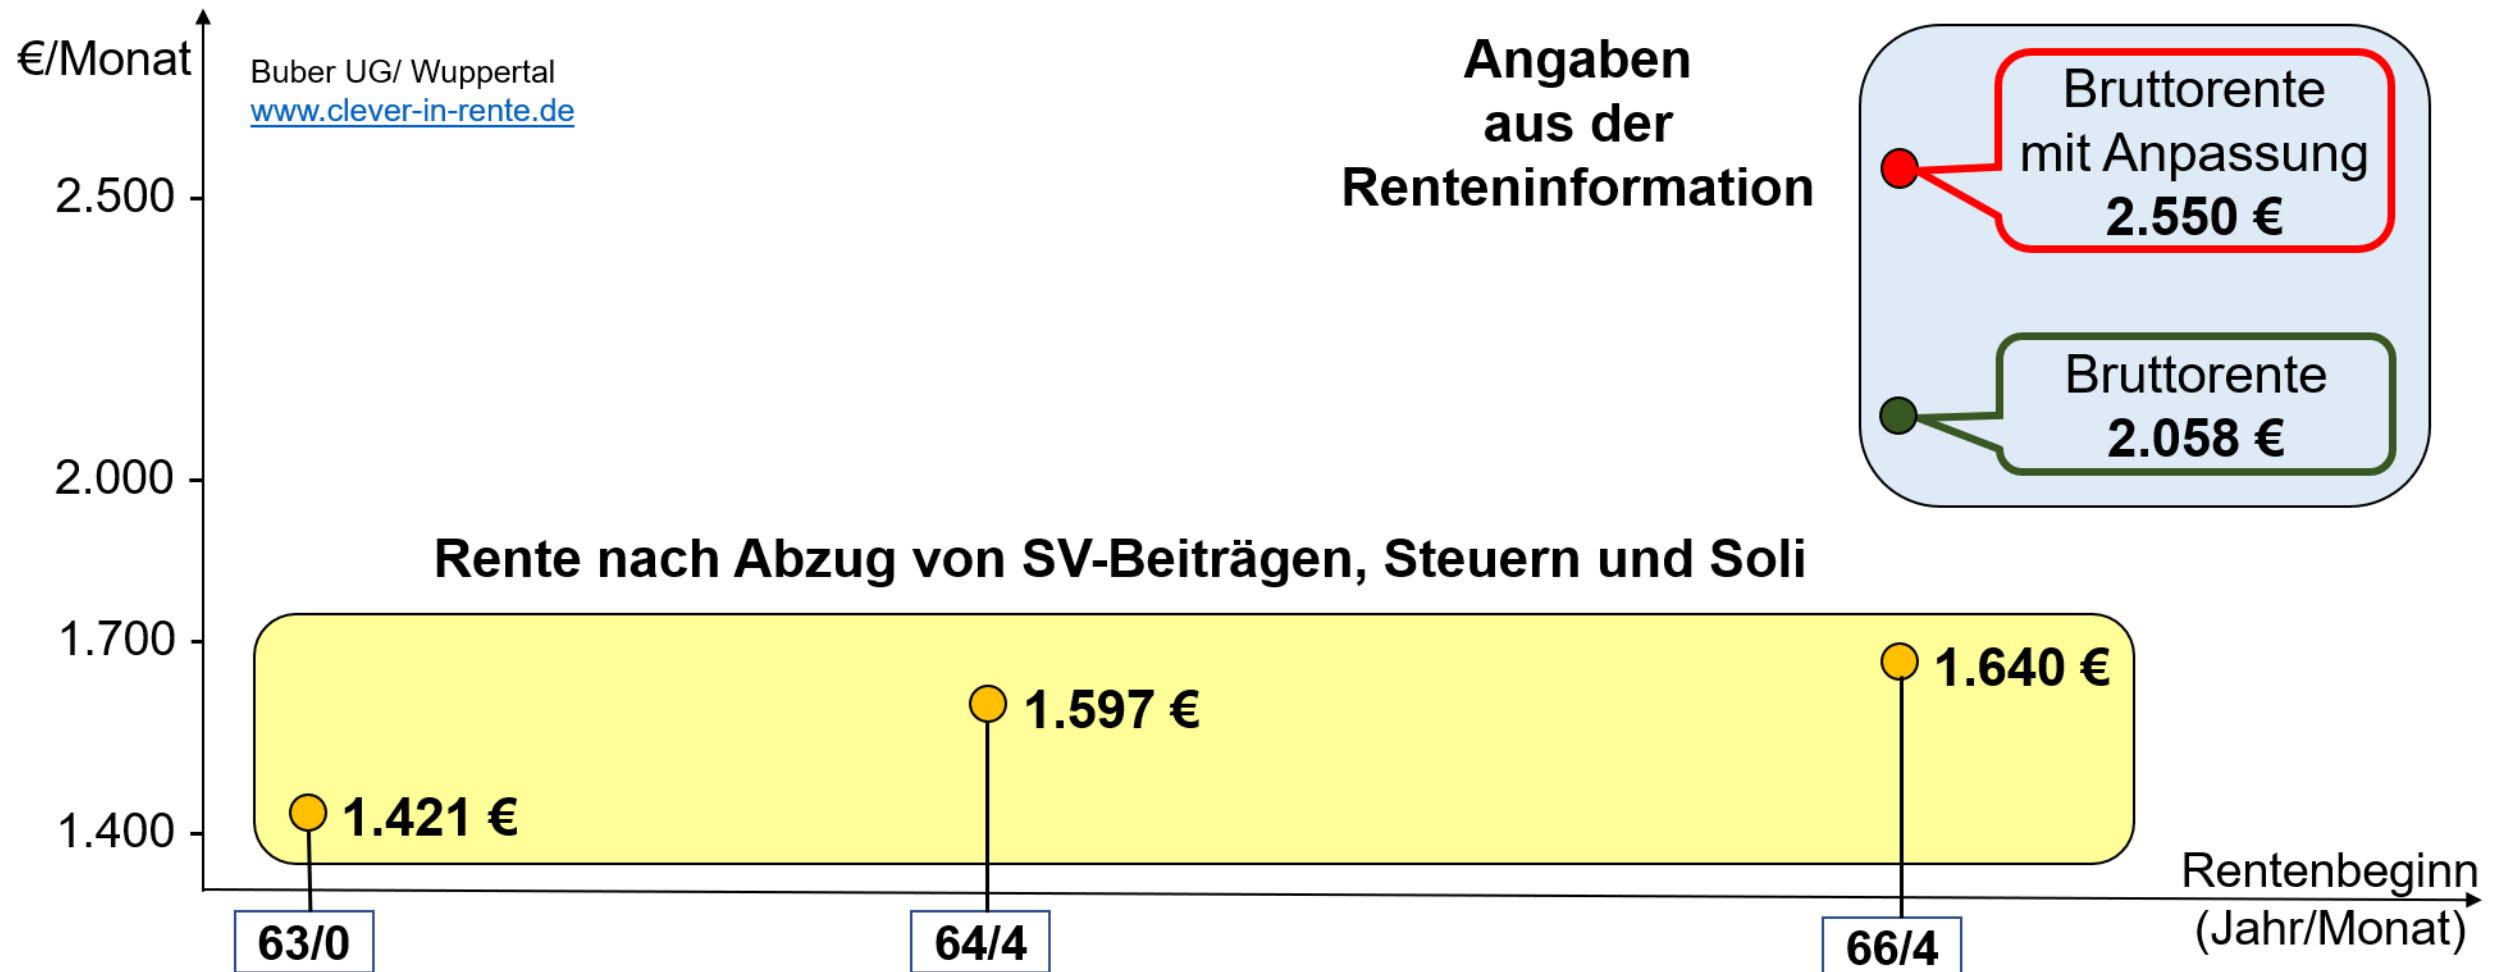 €/Monat
Buber UG/ Wuppertal
www.clever-in-rente.de
Angaben
aus der
Renteninformation
Bruttorente
mit Anpassung
2.550 €
2.500
Bruttorente
2.058 €
2.000
Rente nach Abzug von SV-Beiträgen, Steuern und Soli
1.700
1.640 €
1.597 €
1.421 €
1.400
Rentenbeginn
(Jahr/Monat)
63/0
64/4
66/4